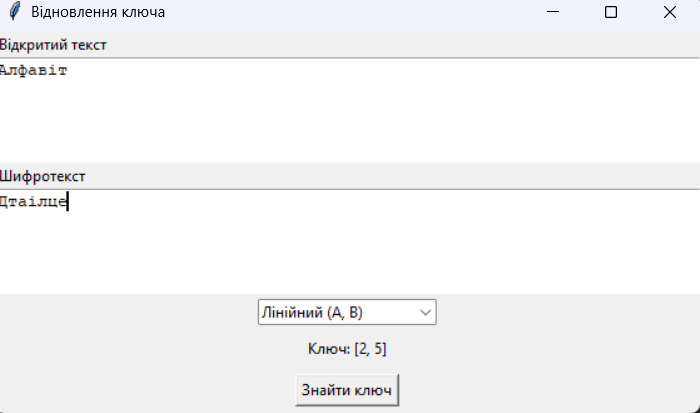 Відновлення ключа
Відкритий текст
Алфавіт
Шифротекст
Дтаілце
Лінійний (А, В)
Ключ: [2, 5]
Знайти ключ